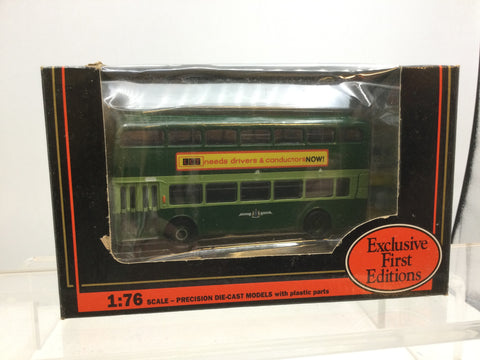 needs drivers & conductors NOW!
Exclusive
First
Editions
1:76 SCALE – PRECISION DIE-CAST MODELS with plastic parts